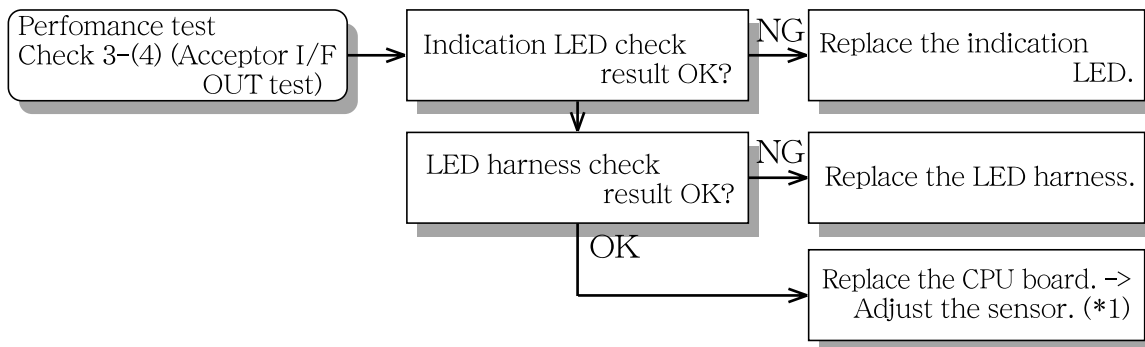 Perfomance test
Check 3-(4) (Acceptor I/F
OUT test)
Indication LED check
result OK?
NG
Replace the indication
LED.
LED harness check
result OK?
NG
Replace the LED harness.
OK
Replace the CPU board. ->
Adjust the sensor. (*1)